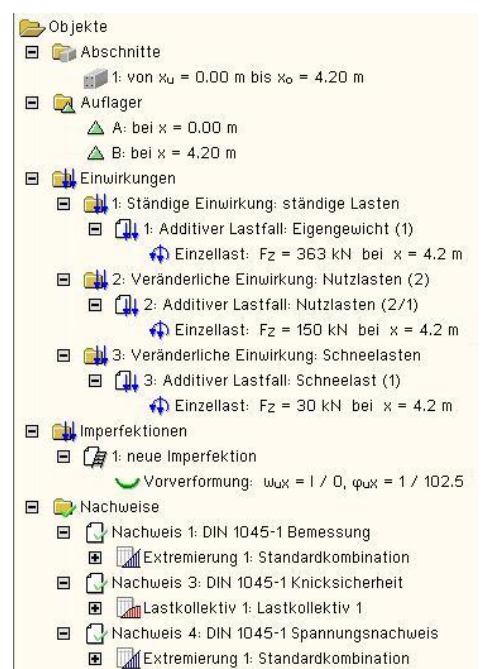 Objekte
Abschnitte
1: von xu = 0.00 m bis xo = 4.20 m
Auflager
A: bei x = 0.00 m
B: bei x = 4.20 m
Einwirkungen
1: Ständige Einwirkung: ständige Lasten
1: Additiver Lastfall: Eigengewicht (1)
Einzellast: Fz = 363 kN bei x = 4.2 m
2: Veränderliche Einwirkung: Nutzlasten (2)
2: Additiver Lastfall: Nutzlasten (2/1)
Einzellast: Fz = 150 kN bei x = 4.2 m
3: Veränderliche Einwirkung: Schneelasten
3: Additiver Lastfall: Schneelast (1)
Einzellast: Fz = 30 kN bei x = 4.2 m
Imperfektionen
1: neue Imperfektion
Vorverformung: wux = l / 0, φux = 1 / 102.5
Nachweise
Nachweis 1: DIN 1045-1 Bemessung
Extremierung 1: Standardkombination
Nachweis 3: DIN 1045-1 Knicksicherheit
Lastkollektiv 1: Lastkollektiv 1
Nachweis 4: DIN 1045-1 Spannungsnachweis
Extremierung 1: Standardkombination